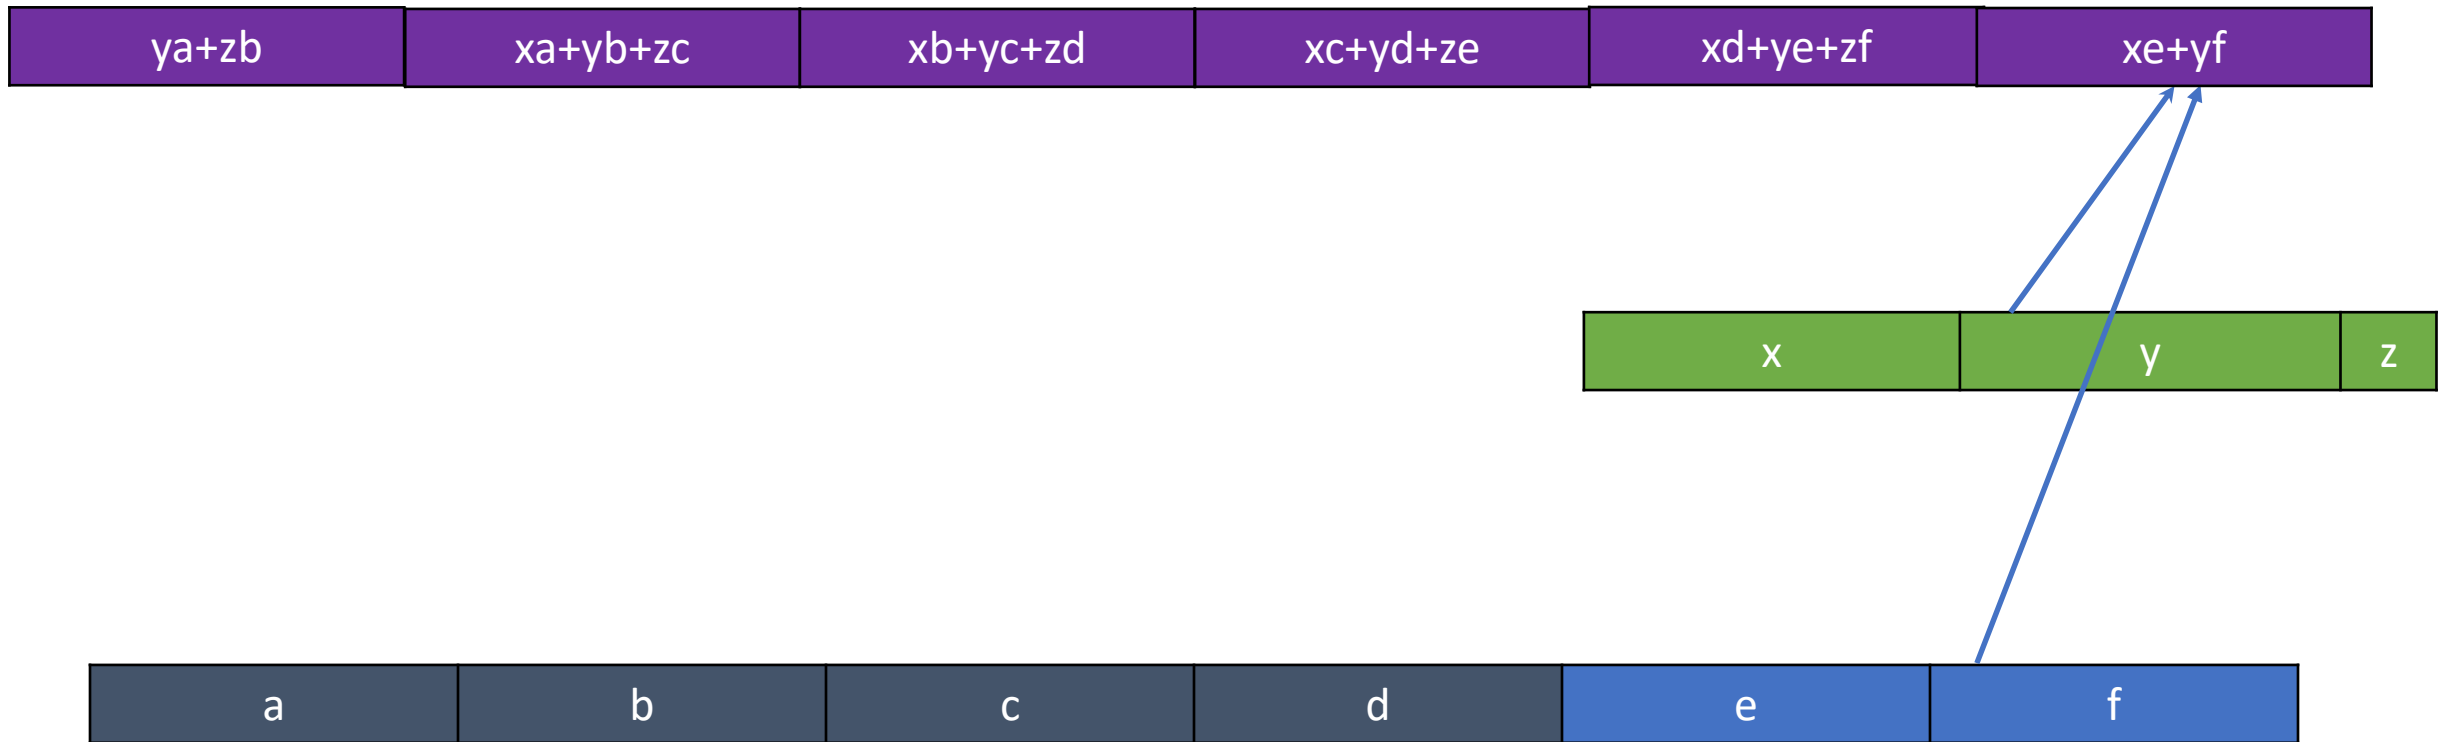 ya+zb xa+yb+zc xb+yc+zd xc+yd+ze xd+ye+zf xe+yf
x y z
a b c d e f